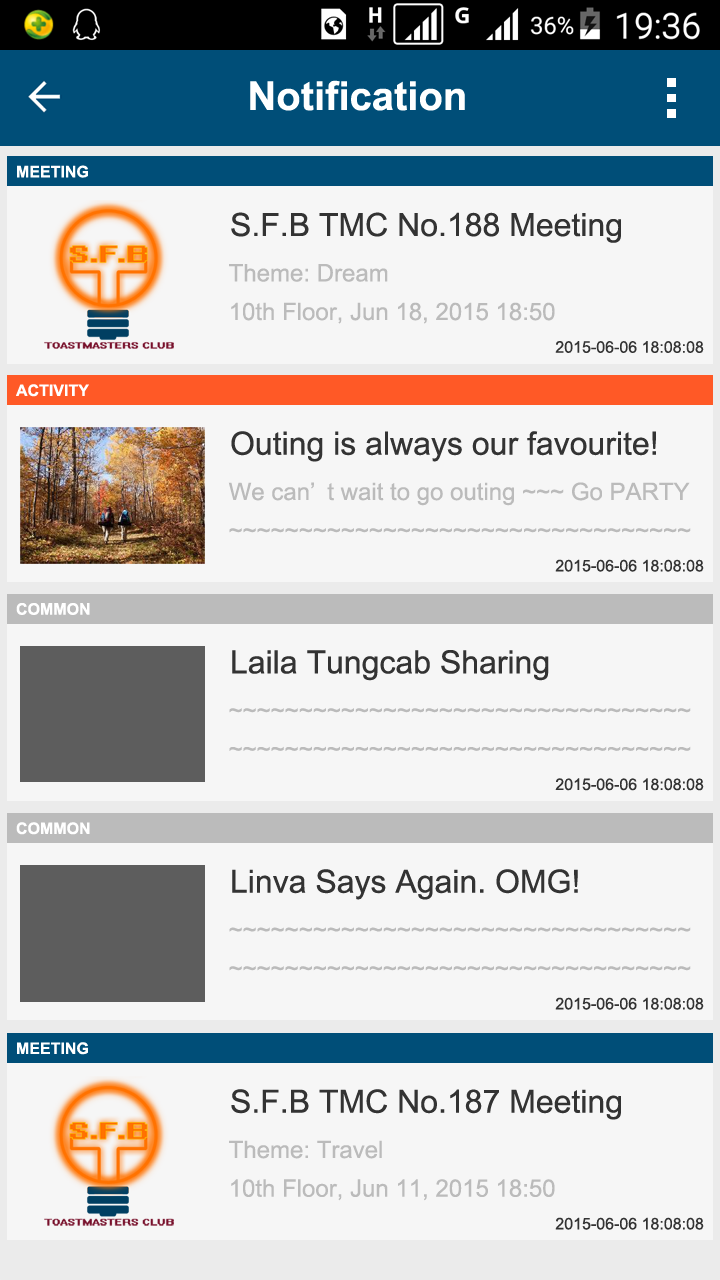 H G 36% 19:36
Notification
MEETING
S.F.B
TOASTMASTERS CLUB
S.F.B TMC No.188 Meeting
Theme: Dream
10th Floor, Jun 18, 2015 18:50
2015-06-06 18:08:08
ACTIVITY
Outing is always our favourite!
We can’ t wait to go outing ~~~ Go PARTY
~~~~~~~~~~~~~~~~~~~~~~~~~~~~~~~~~
2015-06-06 18:08:08
COMMON
Laila Tungcab Sharing
~~~~~~~~~~~~~~~~~~~~~~~~~~~~~~~~~
~~~~~~~~~~~~~~~~~~~~~~~~~~~~~~~~~
2015-06-06 18:08:08
COMMON
Linva Says Again. OMG!
~~~~~~~~~~~~~~~~~~~~~~~~~~~~~~~~~
~~~~~~~~~~~~~~~~~~~~~~~~~~~~~~~~~
2015-06-06 18:08:08
MEETING
S.F.B
TOASTMASTERS CLUB
S.F.B TMC No.187 Meeting
Theme: Travel
10th Floor, Jun 11, 2015 18:50
2015-06-06 18:08:08